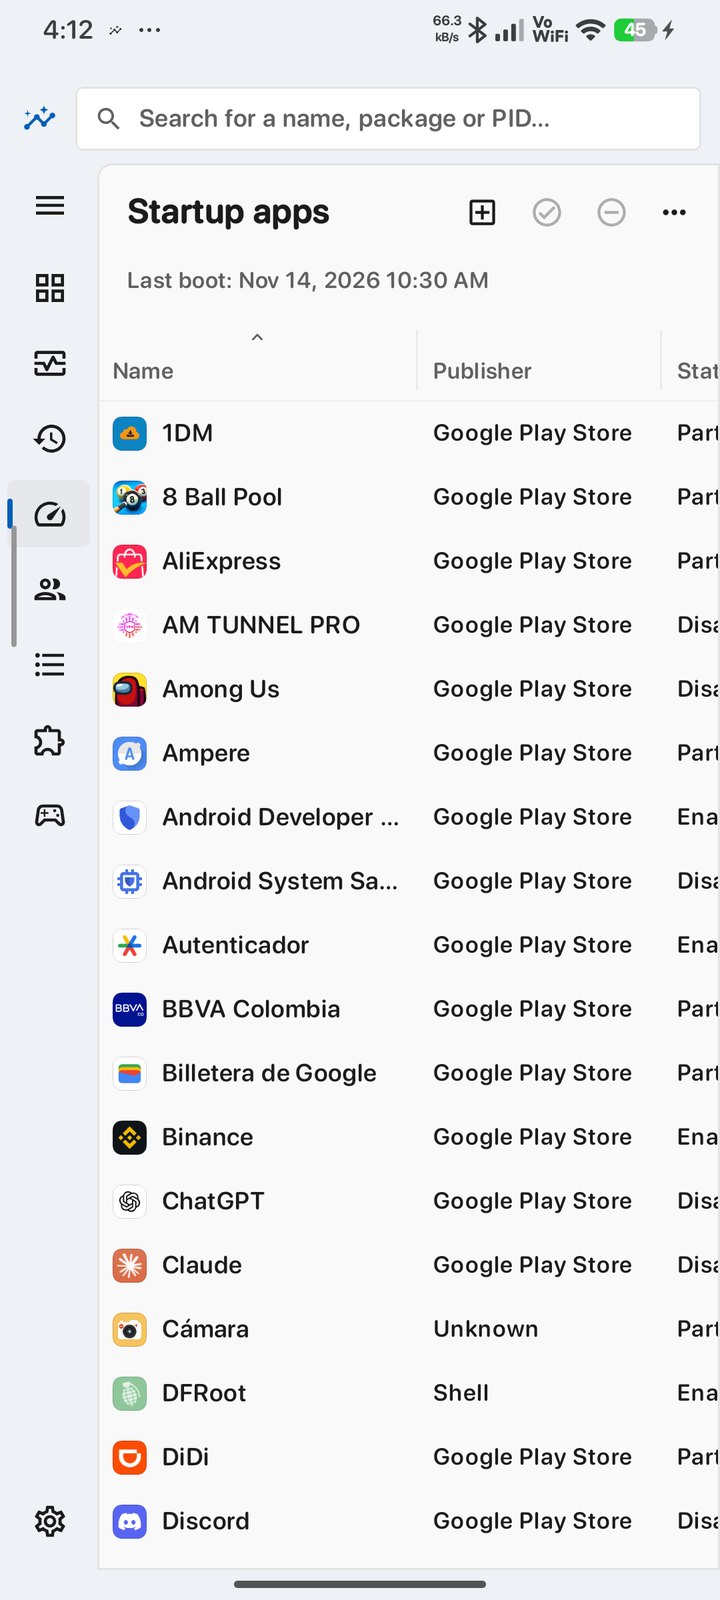 4:12 ... 66.3 kB/s Vo WiFi 45
Search for a name, package or PID...
Startup apps
Last boot: Nov 14, 2026 10:30 AM
Name Publisher Stat
1DM Google Play Store Part
8 Ball Pool Google Play Store Part
AliExpress Google Play Store Part
AM TUNNEL PRO Google Play Store Disa
Among Us Google Play Store Disa
Ampere Google Play Store Part
Android Developer ... Google Play Store Ena
Android System Sa... Google Play Store Disa
Autenticador Google Play Store Ena
BBVA Colombia Google Play Store Part
Billetera de Google Google Play Store Part
Binance Google Play Store Ena
ChatGPT Google Play Store Disa
Claude Google Play Store Disa
Cámara Unknown Part
DFRoot Shell Ena
DiDi Google Play Store Part
Discord Google Play Store Disa